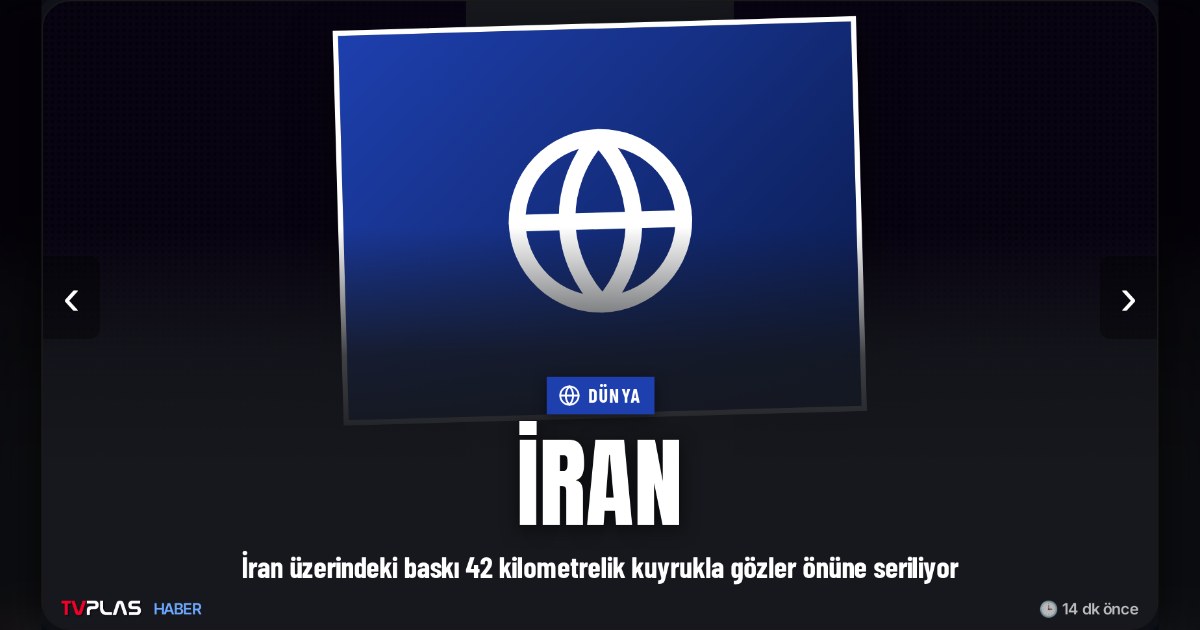 DÜNYA
İRAN
İran üzerindeki baskı 42 kilometrelik kuyrukla gözler önüne seriliyor
TVPLAS HABER
14 dk önce